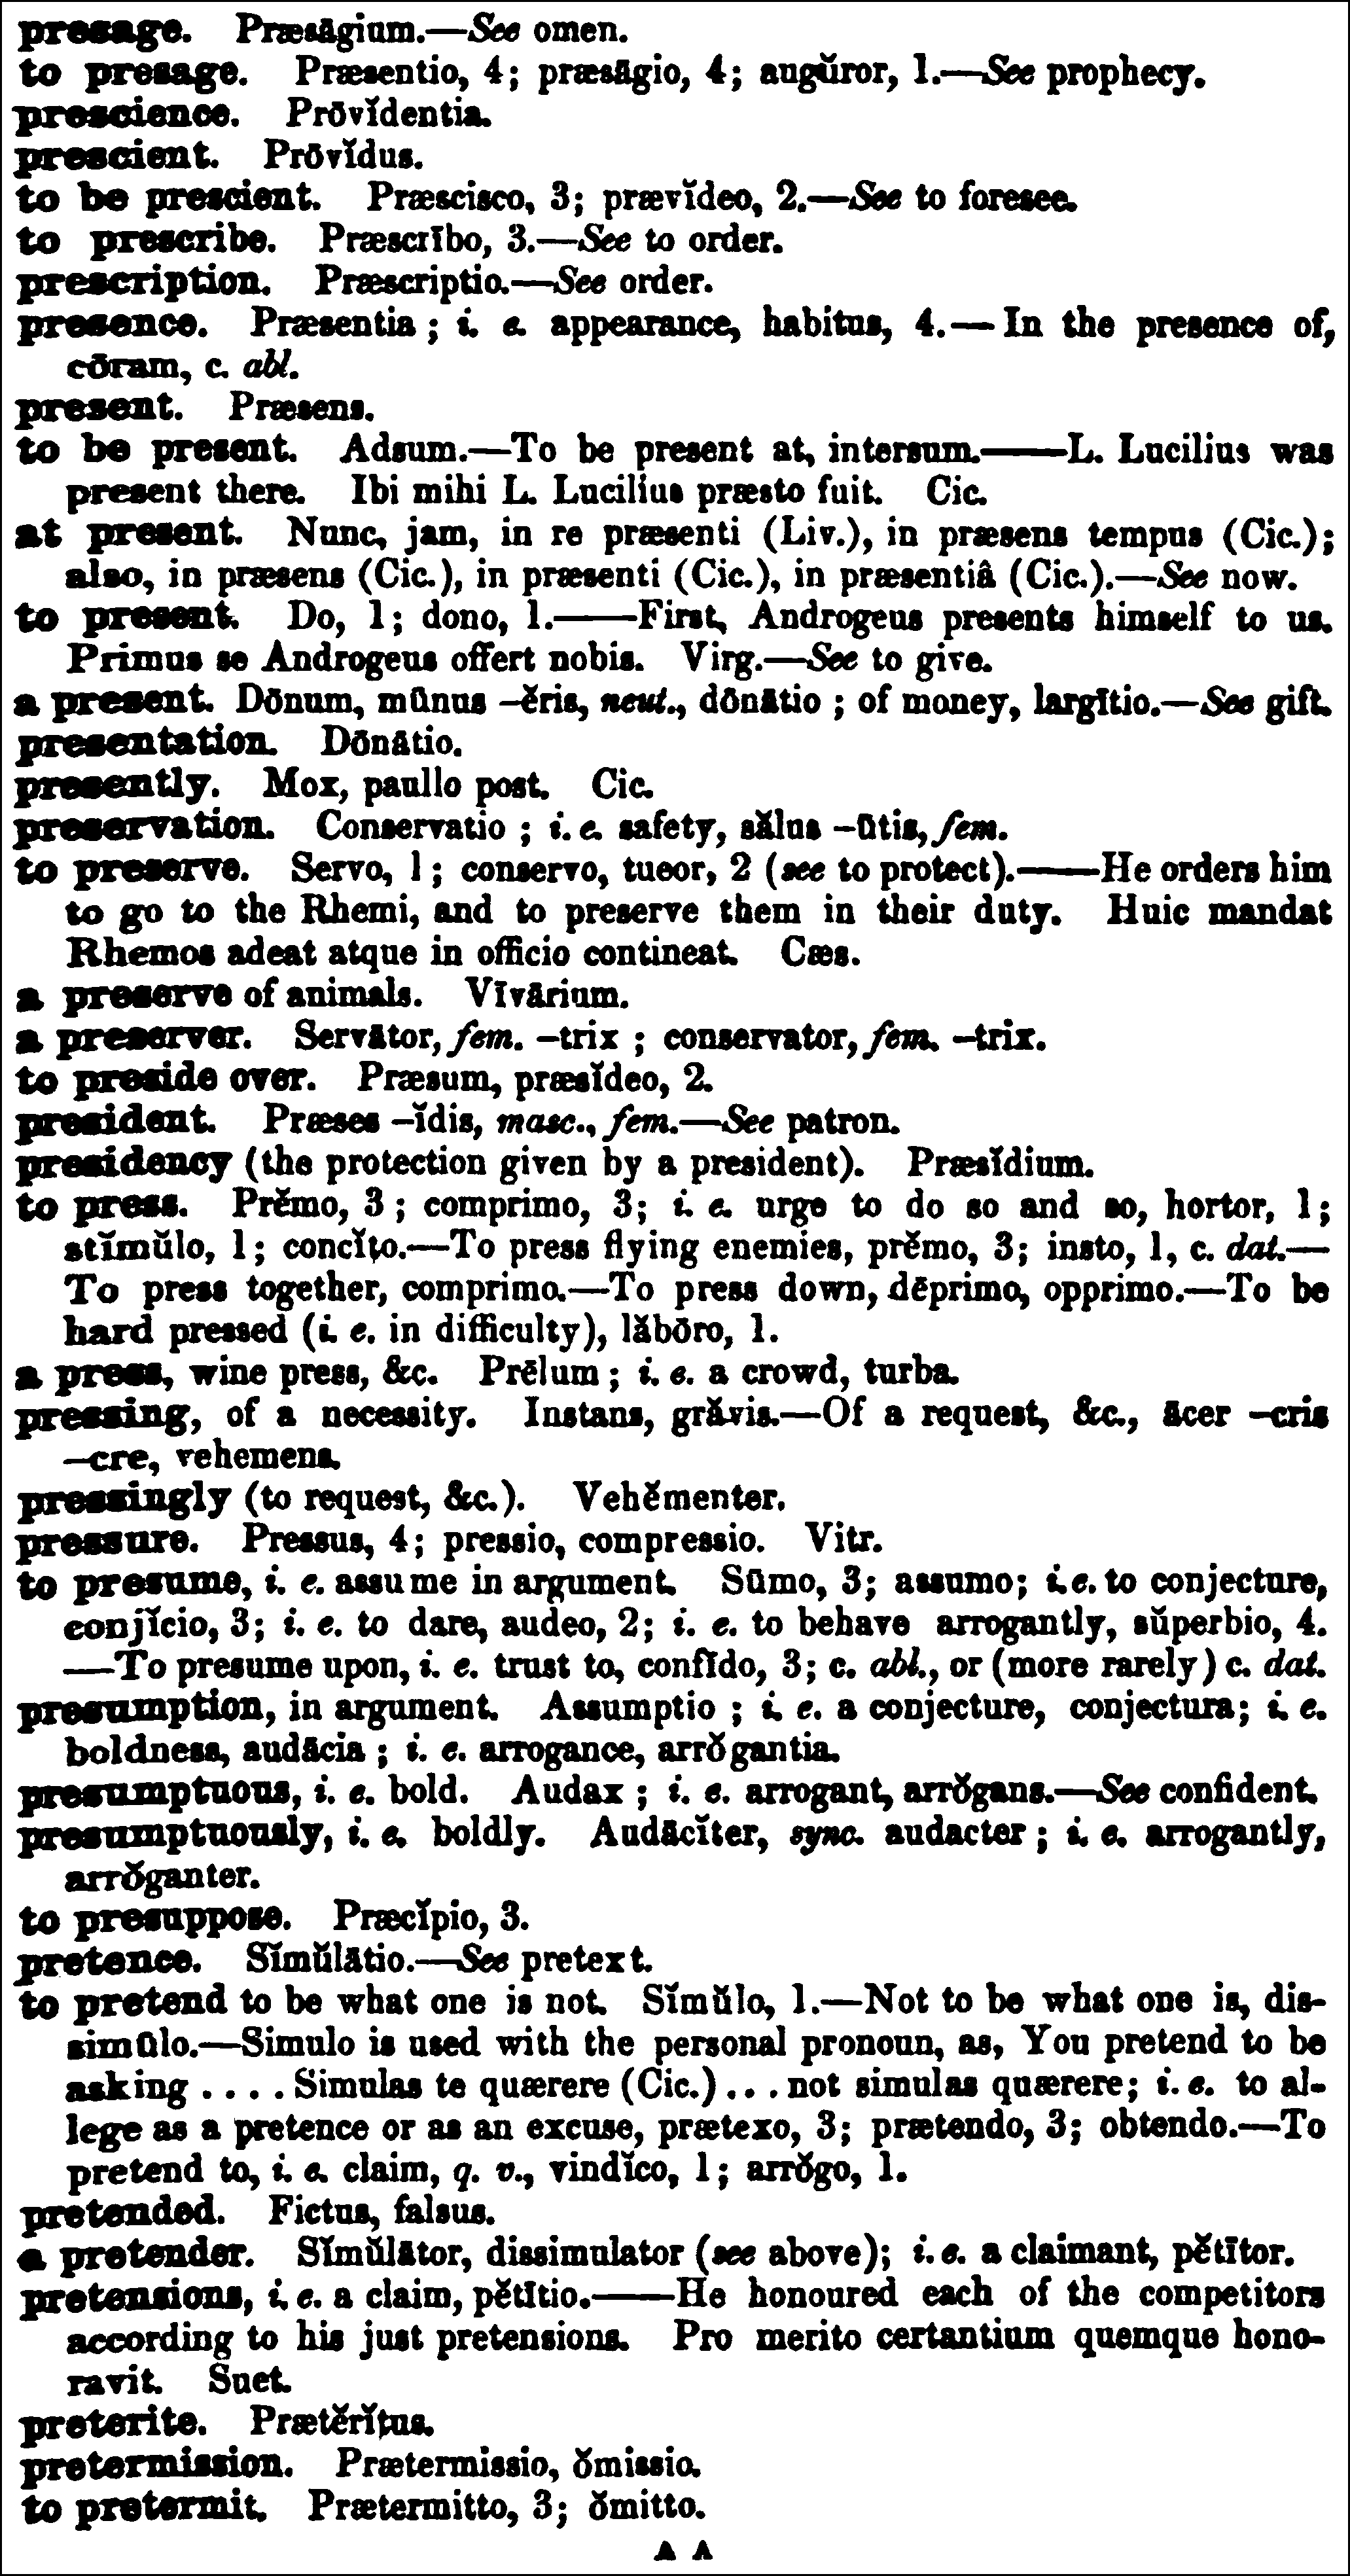 presage. Præsāgium.—See omen.
to presage. Præsentio, 4; præsāgio, 4; augŭror, 1.—See prophecy.
prescience. Prōvĭdentia.
prescient. Prōvĭdus.
to be prescient. Præscisco, 3; prævĭdeo, 2.—See to foresee.
to prescribe. Præscrībo, 3.—See to order.
prescription. Præscriptio.—See order.
presence. Præsentia; i. e. appearance, habitus, 4.—In the presence of,
cōram, c. abl.
present. Præsens.
to be present. Adsum.—To be present at, intersum.——L. Lucilius was
present there. Ibi mihi L. Lucilius præsto fuit. Cic.
at present. Nunc, jam, in re præsenti (Liv.), in præsens tempus (Cic.);
also, in præsens (Cic.), in præsenti (Cic.), in præsentiâ (Cic.).—See now.
to present. Do, 1; dono, 1.——First, Androgeus presents himself to us.
Primus se Androgeus offert nobis. Virg.—See to give.
a present. Dōnum, mūnus –ĕris, neut., dōnātio; of money, largītio.—See gift.
presentation. Dōnātio.
presently. Mox, paullo post. Cic.
preservation. Conservatio; i. e. safety, sălus –ūtis, fem.
to preserve. Servo, 1; conservo, tueor, 2 (see to protect).——He orders him
to go to the Rhemi, and to preserve them in their duty. Huic mandat
Rhemos adeat atque in officio contineat. Cæs.
a preserve of animals. Vīvārium.
a preserver. Servātor, fem. –trix; conservator, fem. –trix.
to preside over. Præsum, præsĭdeo, 2.
president. Præses –ĭdis, masc., fem.—See patron.
presidency (the protection given by a president). Præsĭdium.
to press. Prĕmo, 3; comprimo, 3; i. e. urge to do so and so, hortor, 1;
stĭmŭlo, 1; concĭto.—To press flying enemies, prĕmo, 3; insto, 1, c. dat.—
To press together, comprimo.—To press down, dēprimo, opprimo.—To be
hard pressed (i. e. in difficulty), lăbōro, 1.
a press, wine press, &c. Prēlum; i. e. a crowd, turba.
pressing, of a necessity. Instans, grăvis.—Of a request, &c., ācer –cris
–cre, vehemens.
pressingly (to request, &c.). Vehĕmenter.
pressure. Pressus, 4; pressio, compressio. Vitr.
to presume, i. e. assume in argument. Sūmo, 3; assumo; i. e. to conjecture,
conjĭcio, 3; i. e. to dare, audeo, 2; i. e. to behave arrogantly, sŭperbio, 4.
—To presume upon, i. e. trust to, confīdo, 3; c. abl., or (more rarely) c. dat.
presumption, in argument. Assumptio; i. e. a conjecture, conjectura; i. e.
boldness, audācia; i. e. arrogance, arrŏgantia.
presumptuous, i. e. bold. Audax; i. e. arrogant, arrŏgans.—See confident.
presumptuously, i. e. boldly. Audācĭter, sync. audacter; i. e. arrogantly,
arrŏganter.
to presuppose. Præcĭpio, 3.
pretence. Sĭmŭlātio.—See pretext.
to pretend to be what one is not. Sĭmŭlo, 1.—Not to be what one is, dis-
simūlo.—Simulo is used with the personal pronoun, as, You pretend to be
asking . . . . Simulas te quærere (Cic.) . . . not simulas quærere; i. e. to al-
lege as a pretence or as an excuse, prætexo, 3; prætendo, 3; obtendo.—To
pretend to, i. e. claim, q. v., vindĭco, 1; arrŏgo, 1.
pretended. Fictus, falsus.
a pretender. Sĭmŭlātor, dissimulator (see above); i. e. a claimant, pĕtītor.
pretensions, i. e. a claim, pĕtītio.——He honoured each of the competitors
according to his just pretensions. Pro merito certantium quemque hono-
ravit. Suet.
preterite. Prætĕrĭtus.
pretermission. Prætermissio, ŏmissio.
to pretermit. Prætermitto, 3; ŏmitto.
A A